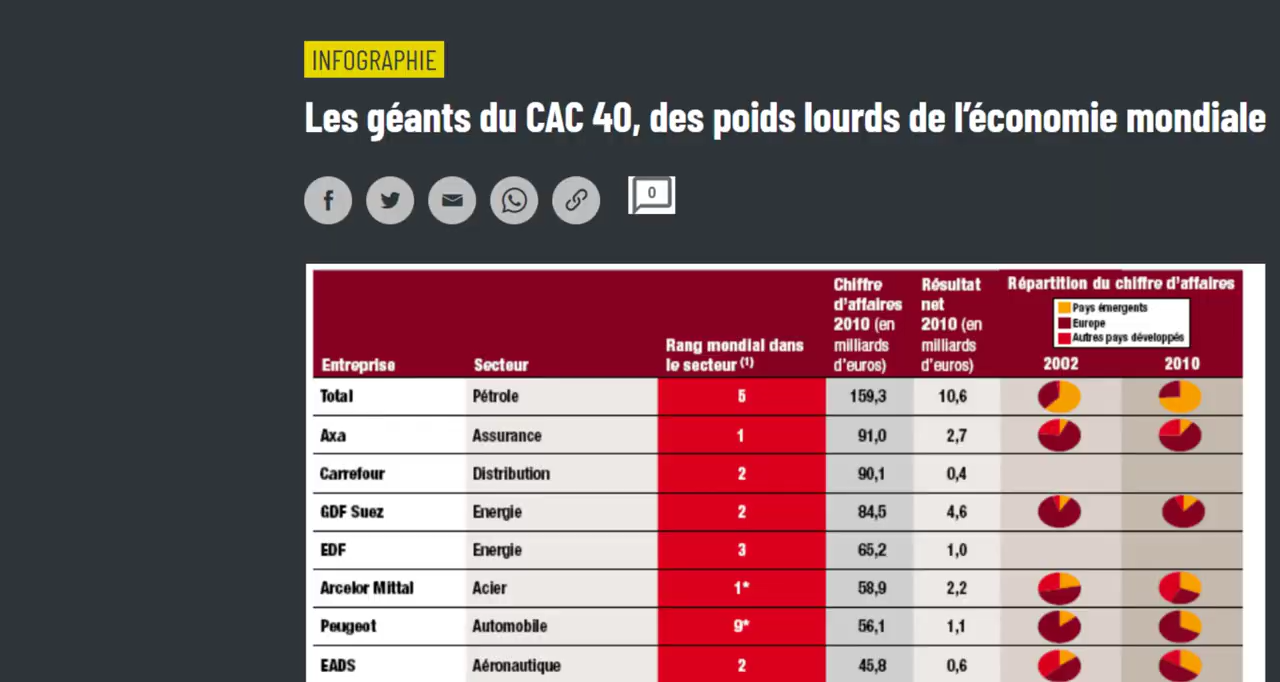 INFOGRAPHIE
Les géants du CAC 40, des poids lourds de l’économie mondiale
0
Entreprise Secteur Rang mondial dans le secteur (1) Chiffre d’affaires 2010 (en milliards d’euros) Résultat net 2010 (en milliards d’euros) Répartition du chiffre d’affaires
Pays émergents
Europe
Autres pays développés
2002 2010
Total Pétrole 5 159,3 10,6
Axa Assurance 1 91,0 2,7
Carrefour Distribution 2 90,1 0,4
GDF Suez Energie 2 84,5 4,6
EDF Energie 3 65,2 1,0
Arcelor Mittal Acier 1* 58,9 2,2
Peugeot Automobile 9* 56,1 1,1
EADS Aéronautique 2 45,8 0,6